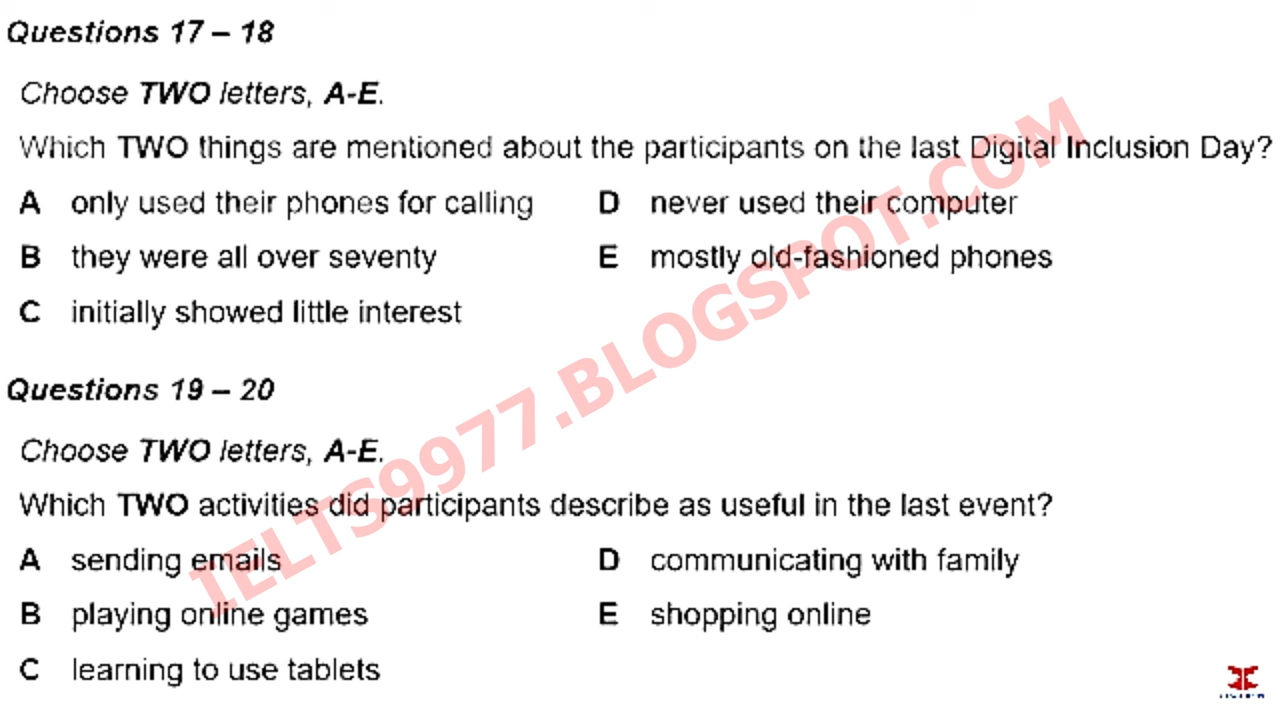 Questions 17 – 18
Choose TWO letters, A-E.
Which TWO things are mentioned about the participants on the last Digital Inclusion Day?
A only used their phones for calling
D never used their computer
B they were all over seventy
E mostly old-fashioned phones
C initially showed little interest
Questions 19 – 20
Choose TWO letters, A-E.
Which TWO activities did participants describe as useful in the last event?
A sending emails
D communicating with family
B playing online games
E shopping online
C learning to use tablets
IELTS9977.BLOGSPOT.COM